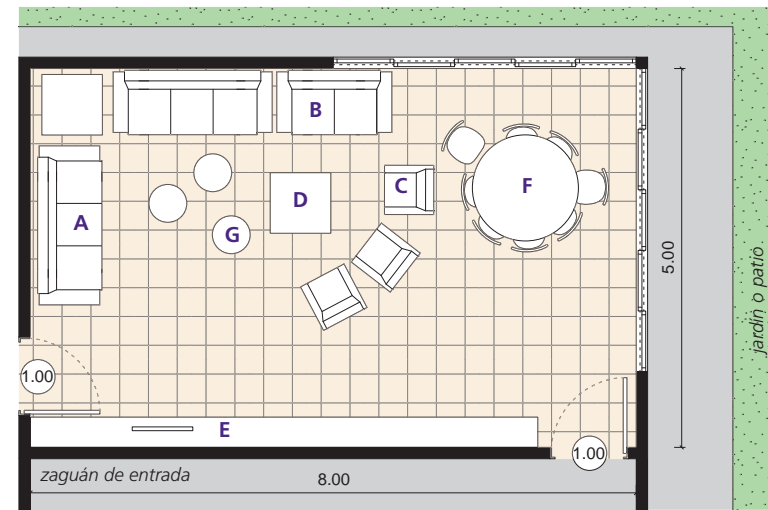 B
A
C
D
F
G
5.00
jardín o patio
1.00
E
1.00
zaguán de entrada
8.00